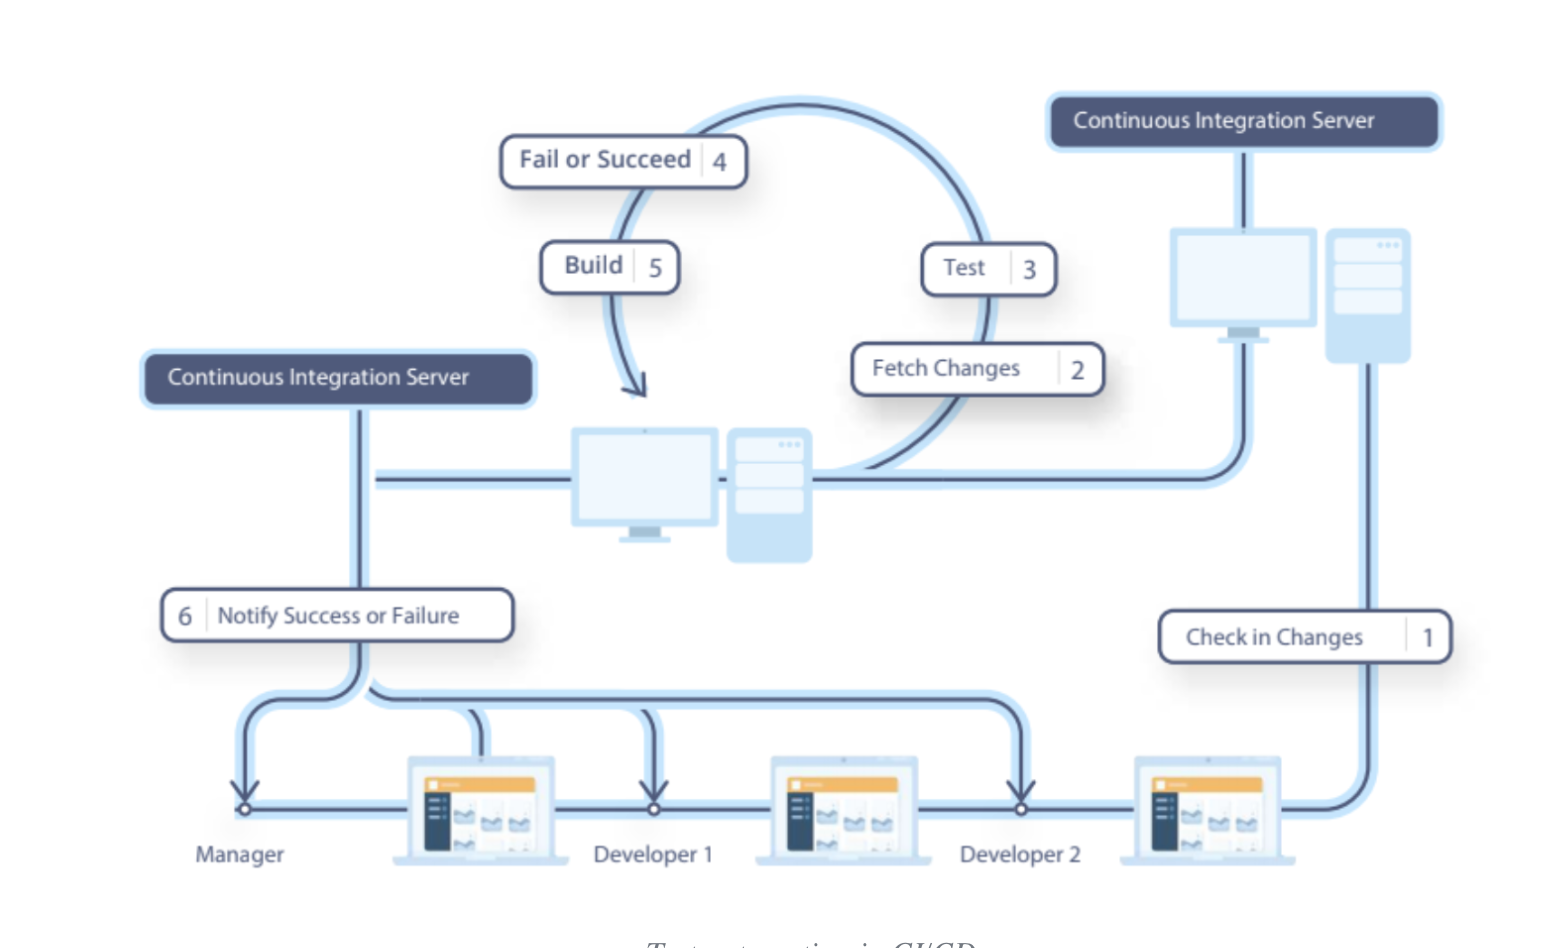 Continuous Integration Server
Fail or Succeed 4
Build 5
Test 3
Fetch Changes 2
Continuous Integration Server
6 Notify Success or Failure
Check in Changes 1
Manager
Developer 1
Developer 2